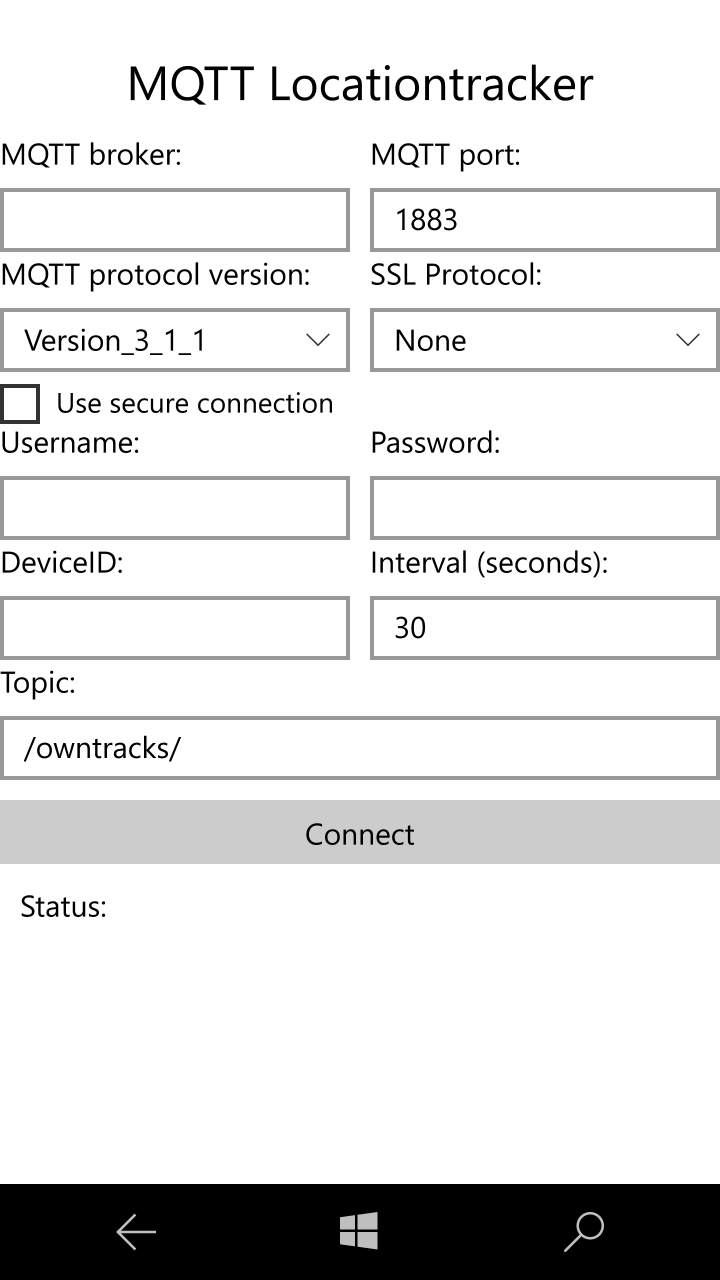 MQTT Locationtracker
MQTT broker: MQTT port:
1883
MQTT protocol version: SSL Protocol:
Version_3_1_1 None
Use secure connection
Username: Password:
DeviceID: Interval (seconds):
30
Topic:
/owntracks/
Connect
Status: